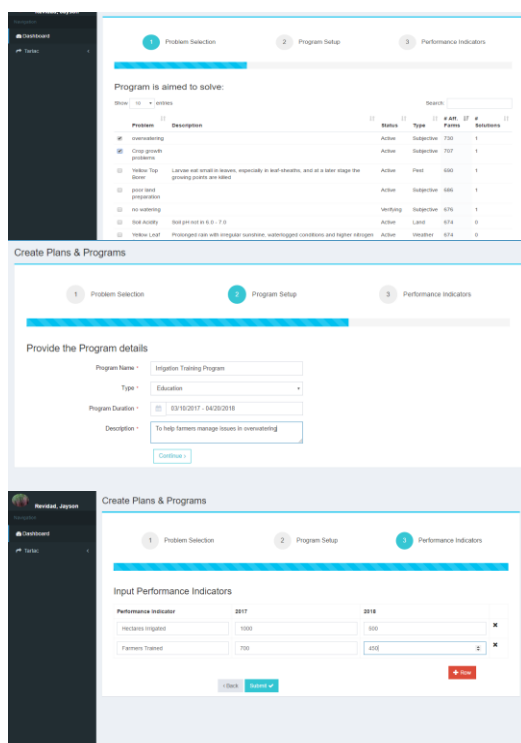 Revidad, Jayson
Navigation
Dashboard
Tarlac
1 Problem Selection 2 Program Setup 3 Performance Indicators
Program is aimed to solve:
Show 10 entries Search:
Problem Description Status Type # Aff. Farms # Solutions
overwatering Active Subjective 730 1
Crop growth problems Active Subjective 707 1
Yellow Top Borer Larvae eat small in leaves, especially in leaf-sheaths, and at a later stage the growing points are killed. Active Pest 690 1
poor land preparation Active Subjective 686 1
no watering Verifying Subjective 676 1
Soil Acidity Soil pH not in 6.0 - 7.0 Active Land 674 0
Yellow Leaf Prolonged rain with irregular sunshine, waterlogged conditions and higher nitrogen Active Weather 674 0
Create Plans & Programs
1 Problem Selection 2 Program Setup 3 Performance Indicators
Provide the Program details
Program Name * Irrigation Training Program
Type * Education
Program Duration * 03/10/2017 - 04/20/2018
Description * To help farmers manage issues in overwatering
Continue ›
Revidad, Jayson
Navigation
Dashboard
Tarlac
Create Plans & Programs
1 Problem Selection 2 Program Setup 3 Performance Indicators
Input Performance Indicators
Performance Indicator 2017 2018
Hectares Irrigated 1000 600
Farmers Trained 700 450
+ Row
‹ Back Submit ✔